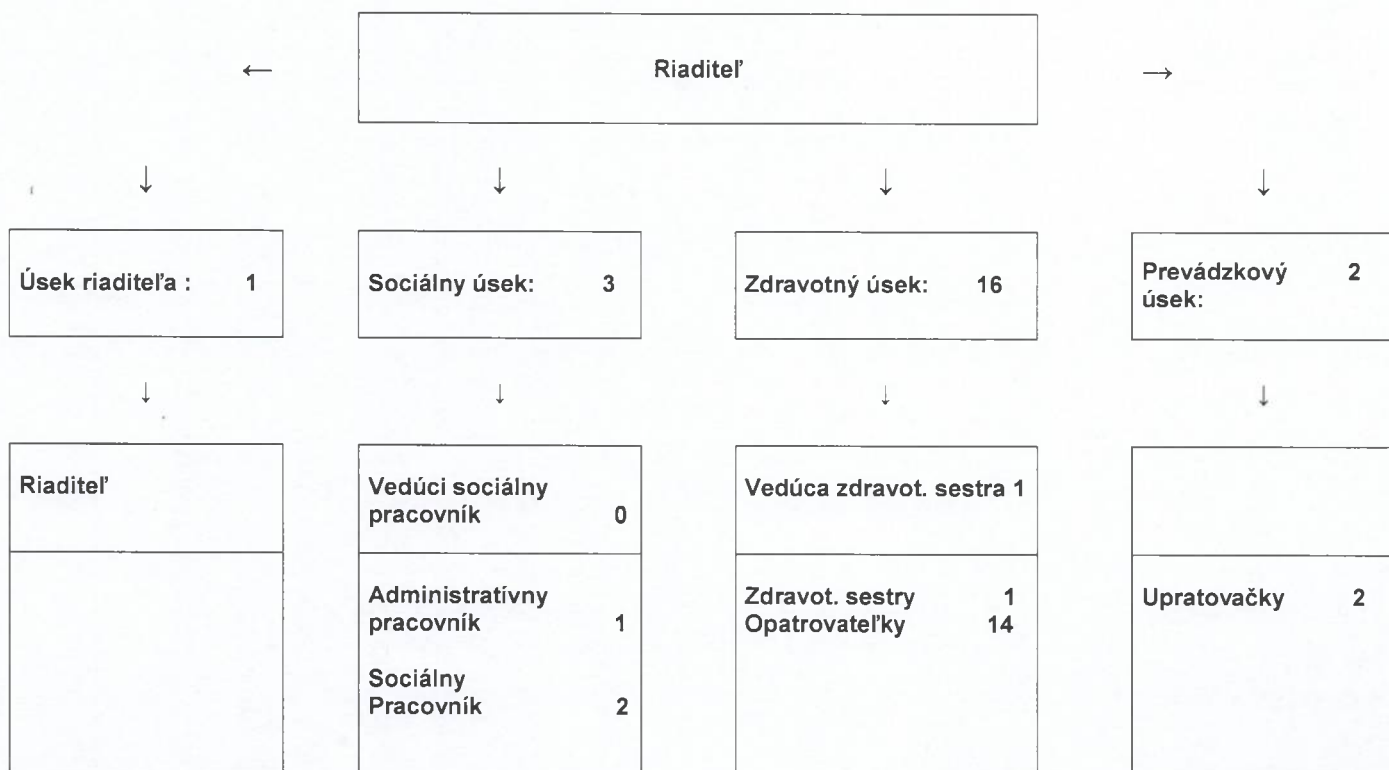 Riaditeľ
← →
↓ ↓ ↓ ↓
Úsek riaditeľa : 1
Sociálny úsek: 3
Zdravotný úsek: 16
Prevádzkový 2
úsek:
↓ ↓ ↓ ↓
Riaditeľ
Vedúci sociálny
pracovník 0
Administratívny
pracovník 1
Sociálny
Pracovník 2
Vedúca zdravot. sestra 1
Zdravot. sestry 1
Opatrovateľky 14
Upratovačky 2